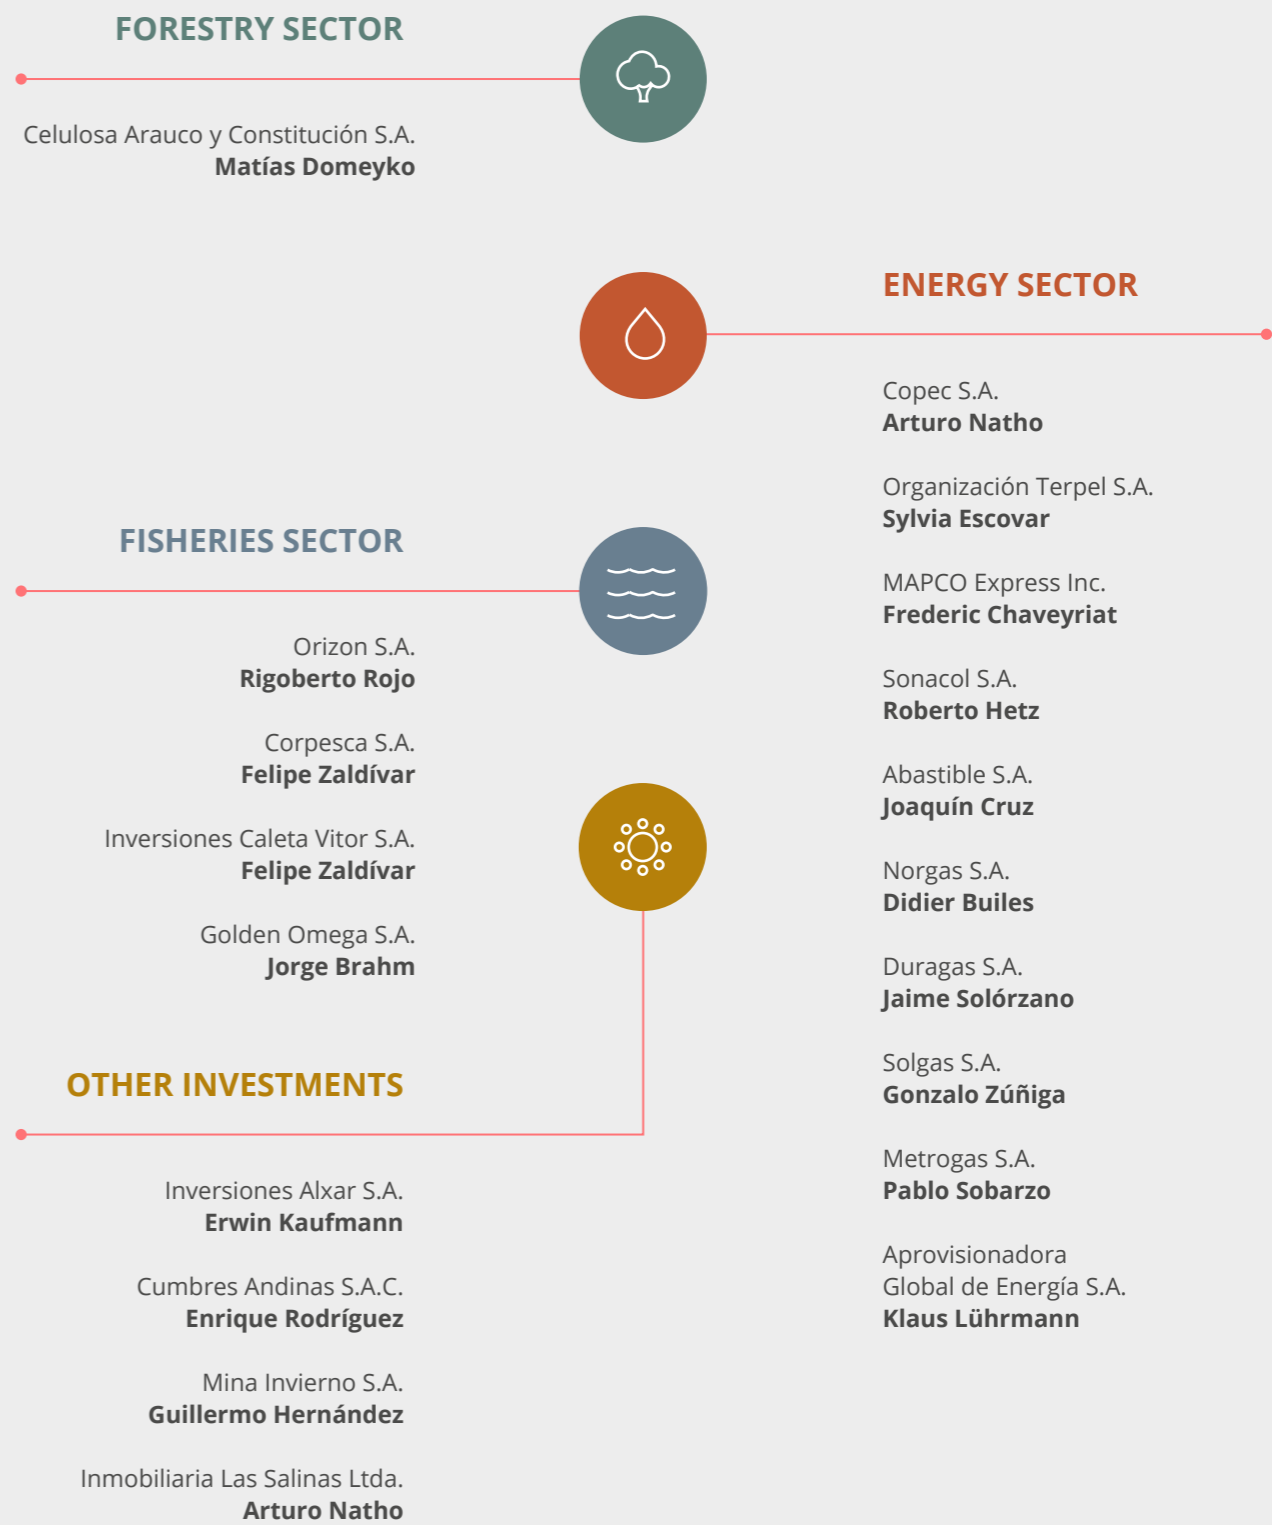 FORESTRY SECTOR
Celulosa Arauco y Constitución S.A.
Matías Domeyko
ENERGY SECTOR
Copec S.A.
Arturo Natho
Organización Terpel S.A.
Sylvia Escovar
MAPCO Express Inc.
Frederic Chaveyriat
Sonacol S.A.
Roberto Hetz
Abastible S.A.
Joaquín Cruz
Norgas S.A.
Didier Builes
Duragas S.A.
Jaime Solórzano
Solgas S.A.
Gonzalo Zúñiga
Metrogas S.A.
Pablo Sobarzo
Aprovisionadora
Global de Energía S.A.
Klaus Lührmann
FISHERIES SECTOR
Orizon S.A.
Rigoberto Rojo
Corpesca S.A.
Felipe Zaldívar
Inversiones Caleta Vitor S.A.
Felipe Zaldívar
Golden Omega S.A.
Jorge Brahm
OTHER INVESTMENTS
Inversiones Alxar S.A.
Erwin Kaufmann
Cumbres Andinas S.A.C.
Enrique Rodríguez
Mina Invierno S.A.
Guillermo Hernández
Inmobiliaria Las Salinas Ltda.
Arturo Natho